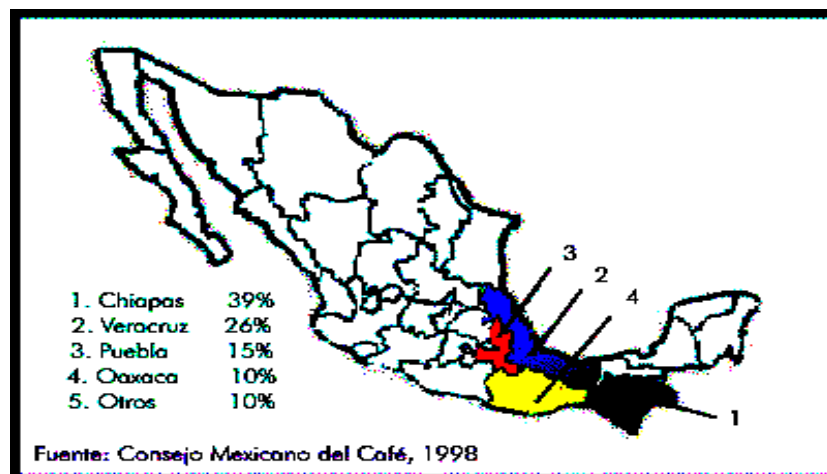 3
2
4
1. Chiapas 39%
2. Veracruz 26%
3. Puebla 15%
4. Oaxaca 10%
5. Otros 10%
1
Fuente: Consejo Mexicano del Café, 1998